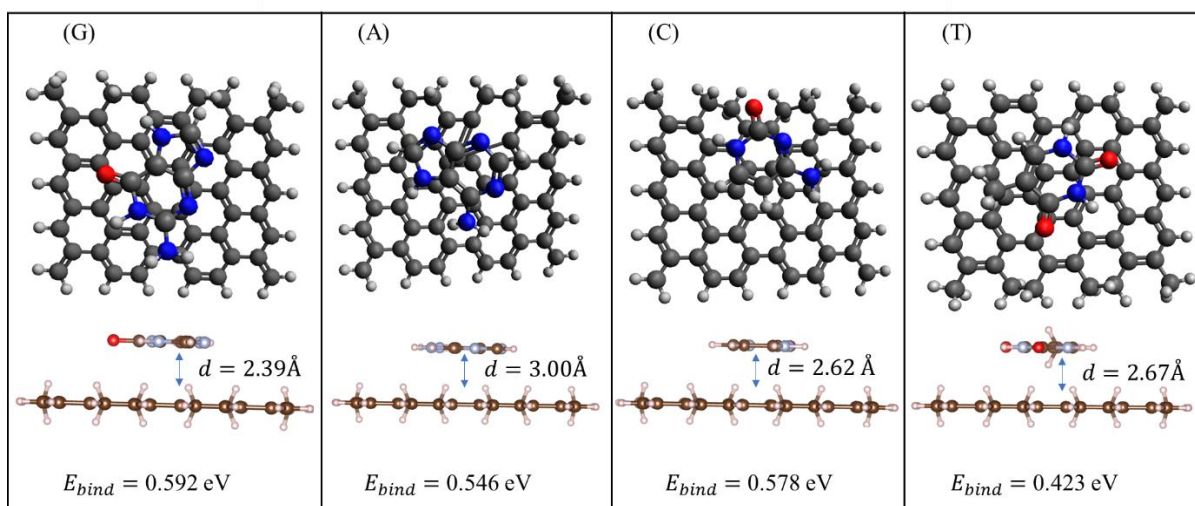 (G)
d = 2.39Å
E_bind = 0.592 eV
(A)
d = 3.00Å
E_bind = 0.546 eV
(C)
d = 2.62 Å
E_bind = 0.578 eV
(T)
d = 2.67Å
E_bind = 0.423 eV